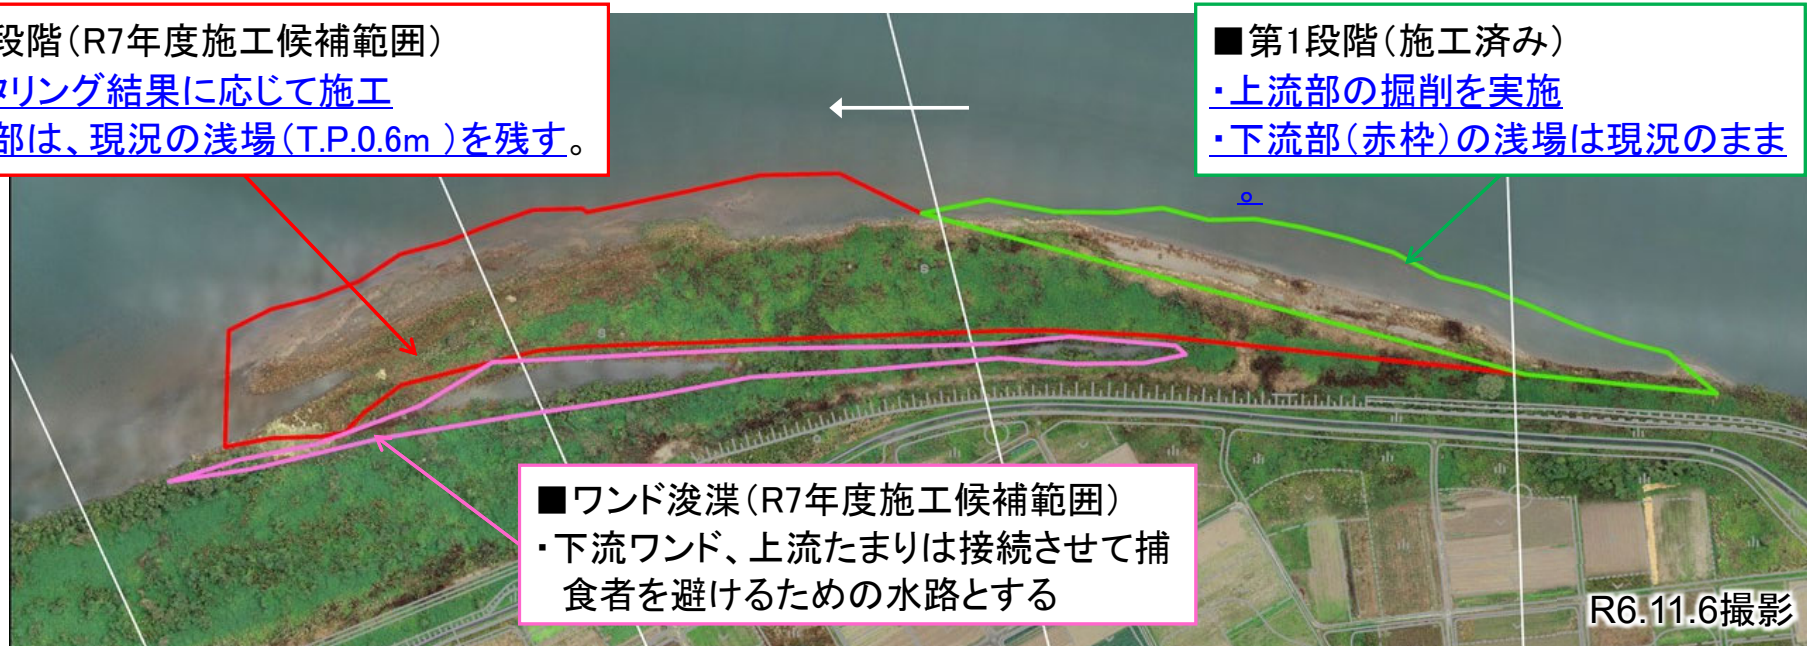 段階（R7年度施工候補範囲）
タリング結果に応じて施工
部は、現況の浅場（T.P.0.6m ）を残す。
■第1段階（施工済み）
・上流部の掘削を実施
・下流部（赤枠）の浅場は現況のまま
。
■ワンド浚渫（R7年度施工候補範囲）
・下流ワンド、上流たまりは接続させて捕
食者を避けるための水路とする
R6.11.6撮影